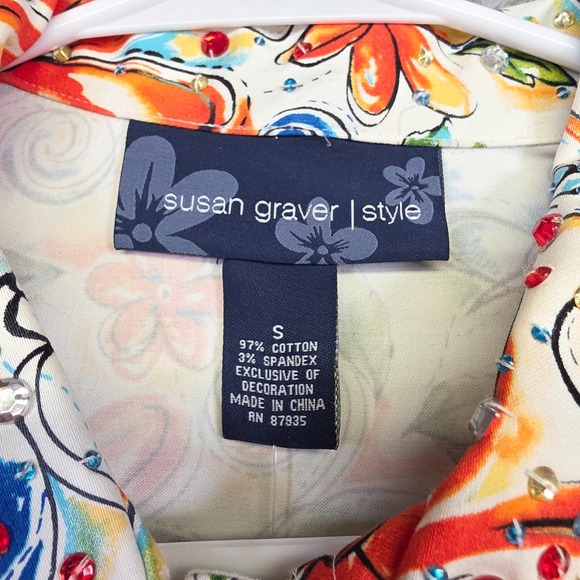 susan graver | style
S
97% COTTON
3% SPANDEX
EXCLUSIVE OF
DECORATION
MADE IN CHINA
RN 87935